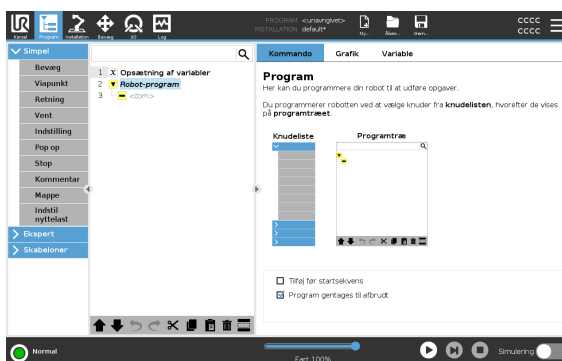 PROGRAM <unavngivet>
INSTALLATION default*
Kørsel Program Installation Bevæg I/O Log
Ny... Åben... Gem...
cccc
cccc
Simpel
Bevæg
Viapunkt
Retning
Vent
Indstilling
Pop op
Stop
Kommentar
Mappe
Indstil
nyttelast
Ekspert
Skabeloner
1 X Opsætning af variabler
2 Robot-program
3 <tom>
Kommando Grafik Variable
Program
Her kan du programmere din robot til at udføre opgaver.
Du programmerer robotten ved at vælge knuder fra knudelisten, hvorefter de vises
på programtræet.
Knudeliste Programtræ
Tilføj før startsekvens
Program gentages til afbrudt
Normal
Fart 100%
Simulering